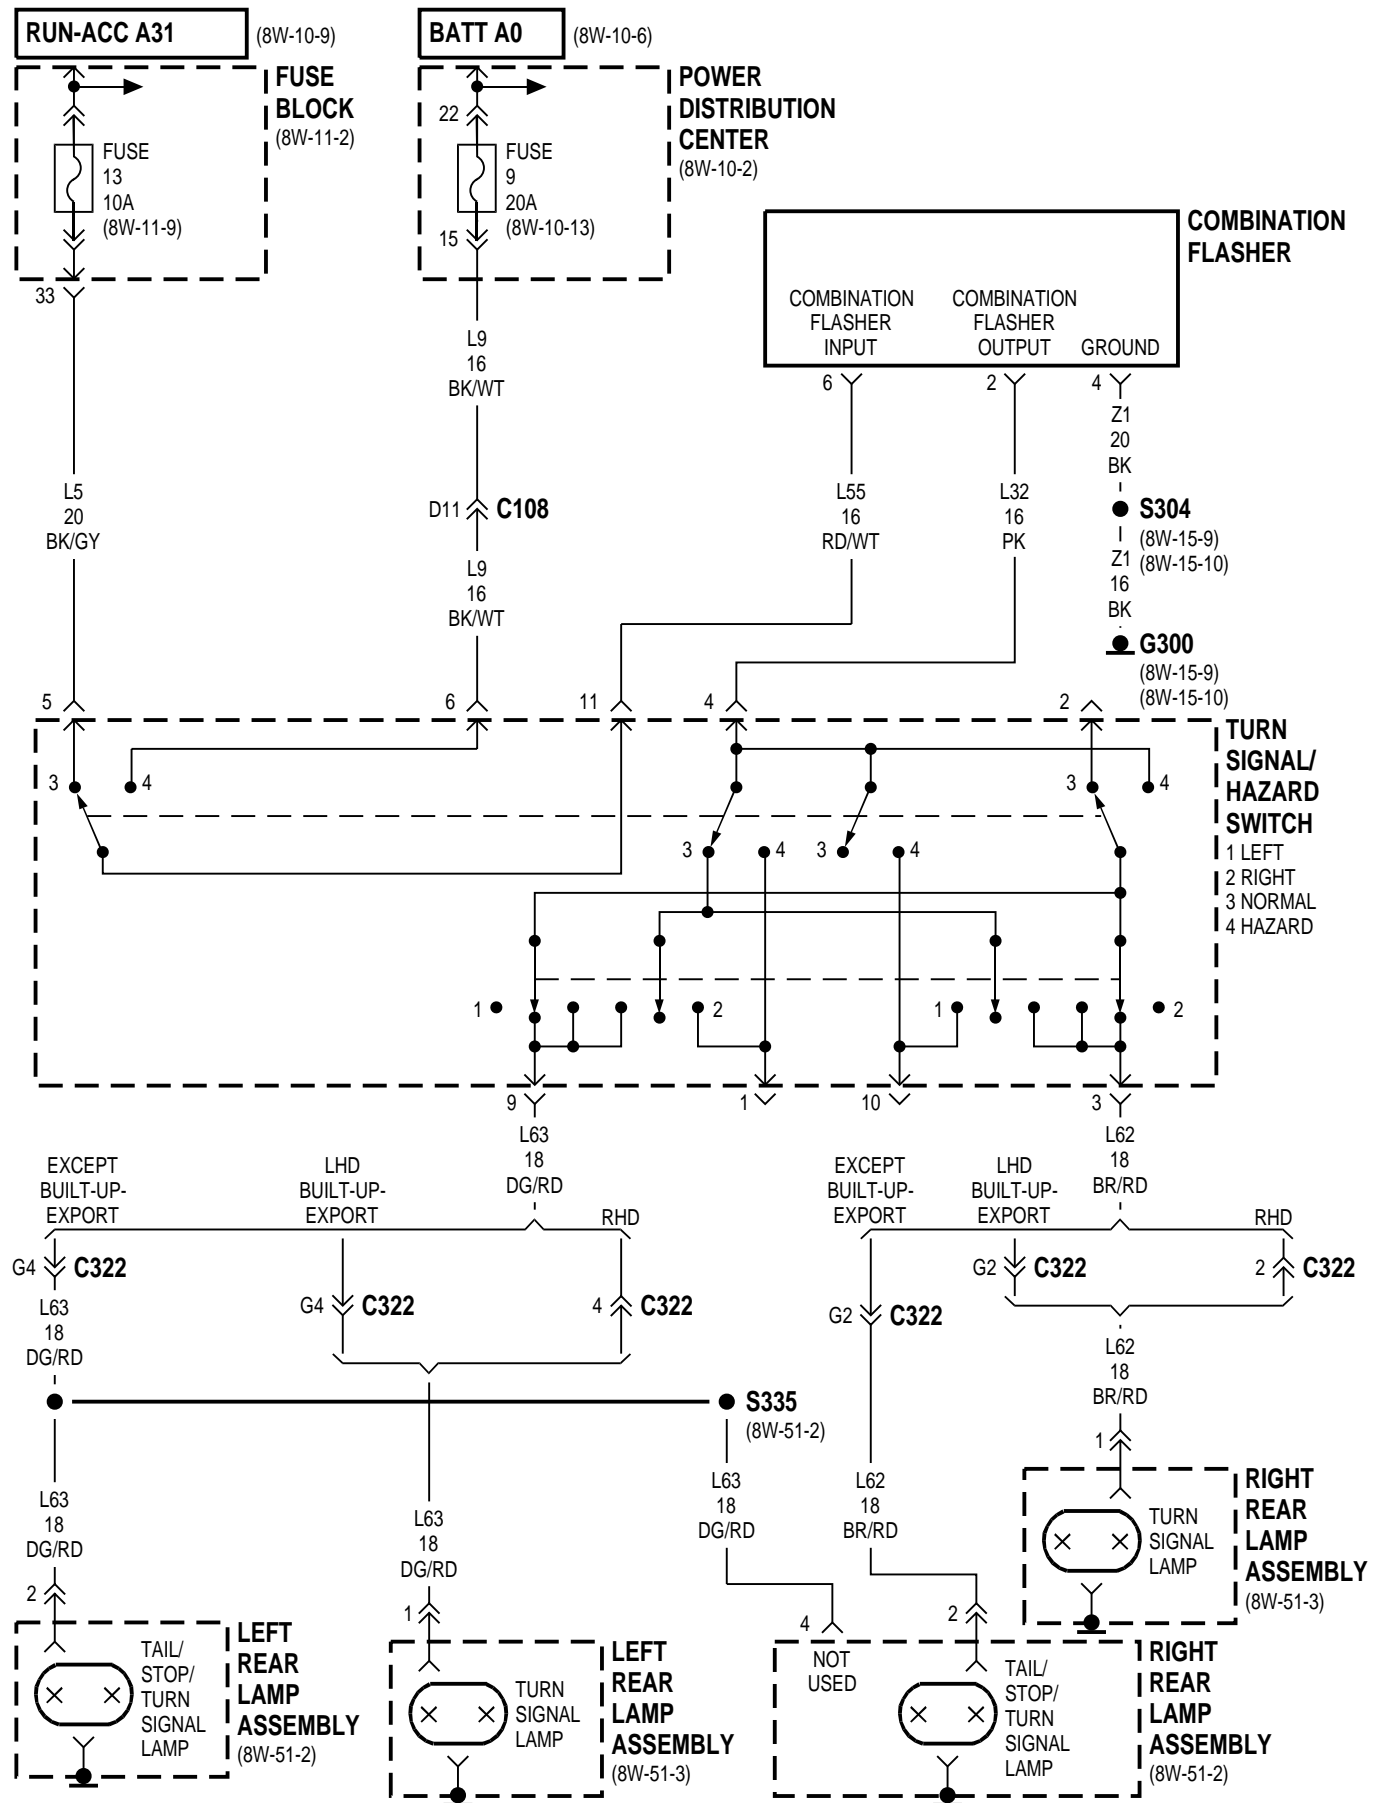 RUN-ACC A31
(8W-10-9)
BATT A0
(8W-10-6)
FUSE
BLOCK
(8W-11-2)
FUSE
13
10A
(8W-11-9)
33
22
FUSE
9
20A
(8W-10-13)
15
POWER
DISTRIBUTION
CENTER
(8W-10-2)
COMBINATION
FLASHER
COMBINATION
FLASHER
INPUT
COMBINATION
FLASHER
OUTPUT
GROUND
6
2
4
L5
20
BK/GY
L9
16
BK/WT
D11
C108
L9
16
BK/WT
L55
16
RD/WT
L32
16
PK
Z1
20
BK
S304
(8W-15-9)
(8W-15-10)
Z1
16
BK
G300
(8W-15-9)
(8W-15-10)
5
6
11
4
2
TURN
SIGNAL/
HAZARD
SWITCH
1 LEFT
2 RIGHT
3 NORMAL
4 HAZARD
3
4
3
4
3
4
3
4
1
2
1
2
9
1
10
3
L63
18
DG/RD
L62
18
BR/RD
EXCEPT
BUILT-UP-
EXPORT
LHD
BUILT-UP-
EXPORT
RHD
EXCEPT
BUILT-UP-
EXPORT
LHD
BUILT-UP-
EXPORT
RHD
G4
C322
G4
C322
4
C322
G2
C322
G2
C322
2
C322
L63
18
DG/RD
L62
18
BR/RD
S335
(8W-51-2)
L63
18
DG/RD
L63
18
DG/RD
L63
18
DG/RD
L62
18
BR/RD
1
TURN
SIGNAL
LAMP
RIGHT
REAR
LAMP
ASSEMBLY
(8W-51-3)
2
TAIL/
STOP/
TURN
SIGNAL
LAMP
LEFT
REAR
LAMP
ASSEMBLY
(8W-51-2)
1
TURN
SIGNAL
LAMP
LEFT
REAR
LAMP
ASSEMBLY
(8W-51-3)
4
NOT
USED
2
TAIL/
STOP/
TURN
SIGNAL
LAMP
RIGHT
REAR
LAMP
ASSEMBLY
(8W-51-2)